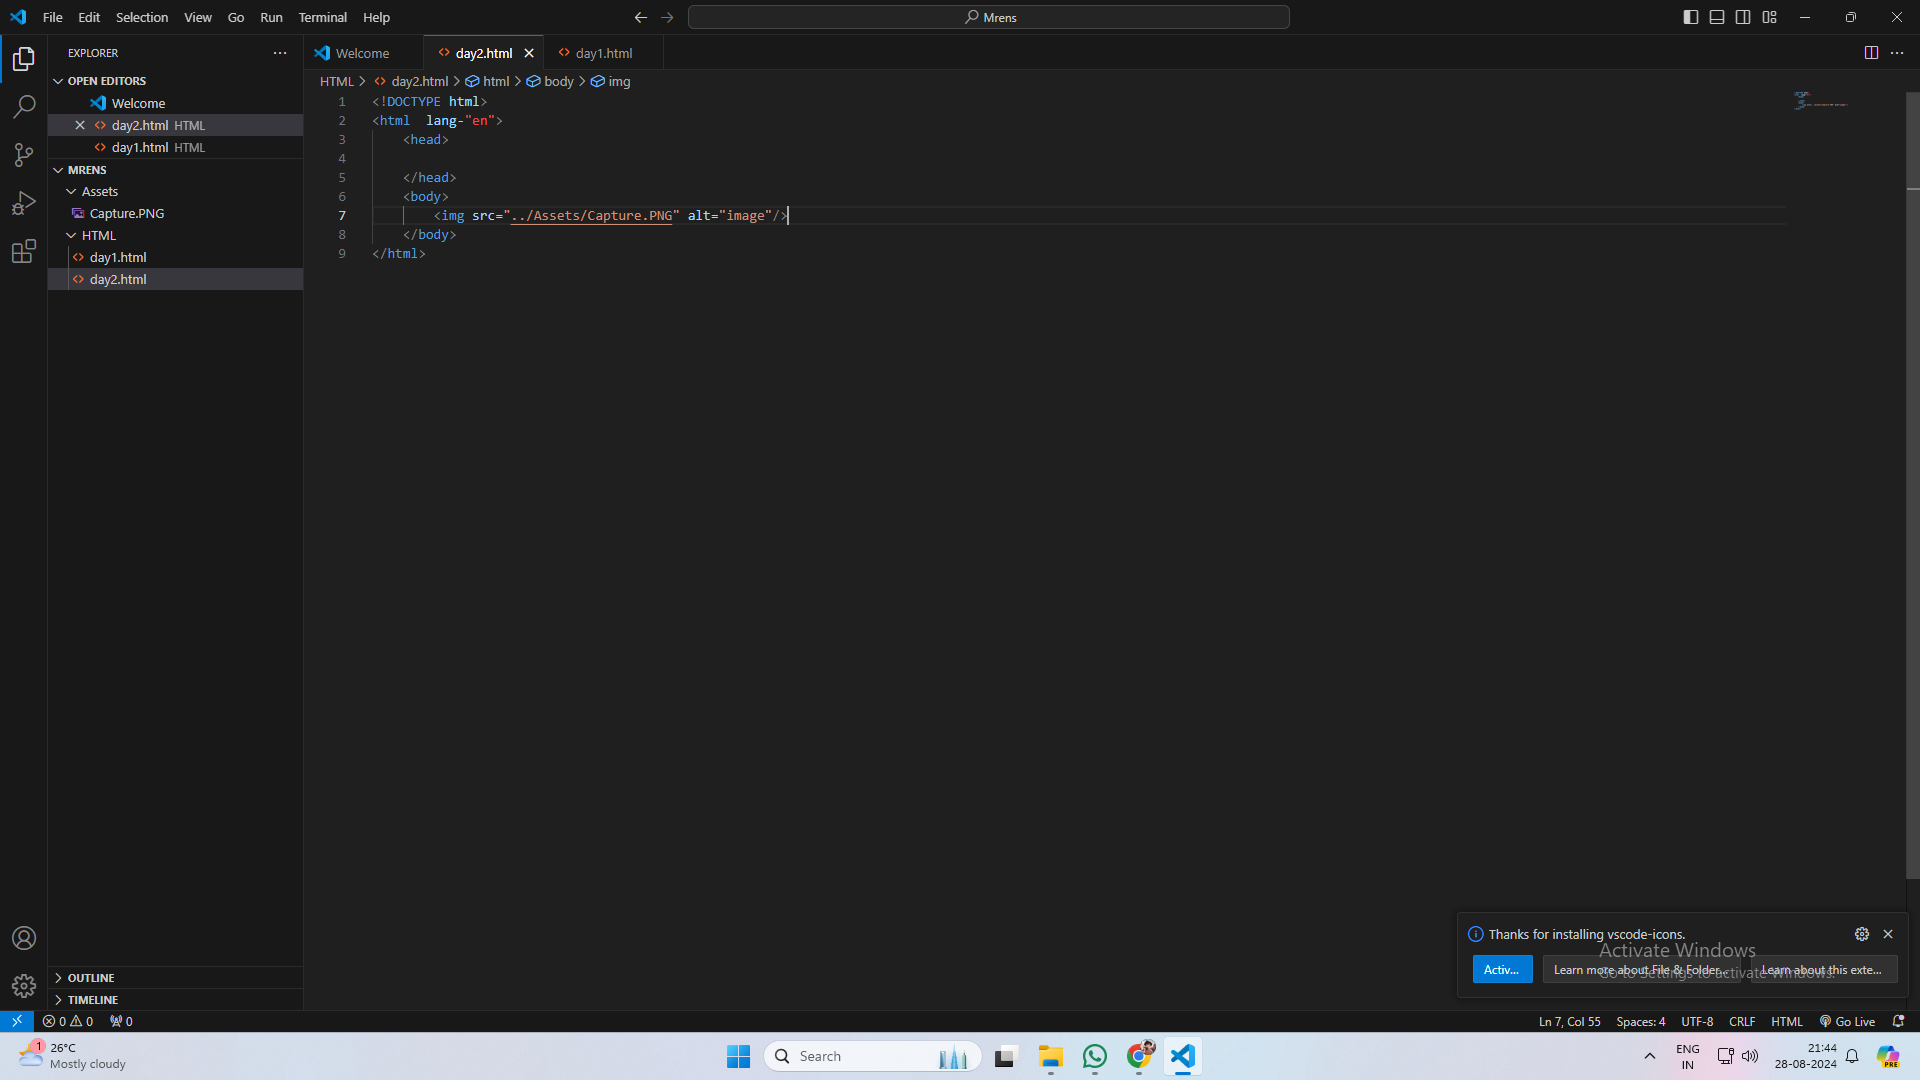 File Edit Selection View Go Run Terminal Help
Mrens
EXPLORER
Welcome
day2.html
day1.html
OPEN EDITORS
Welcome
day2.html HTML
day1.html HTML
MRENS
Assets
Capture.PNG
HTML
day1.html
day2.html
HTML > day2.html > html > body > img
1 <!DOCTYPE html>
2 <html  lang-"en">
3 <head>
4
5 </head>
6 <body>
7 <img src="../Assets/Capture.PNG" alt="image"/>
8 </body>
9 </html>
Thanks for installing vscode-icons.
Activ...
Learn more about File & Folder...
Learn about this exte...
Activate Windows
Go to Settings to activate Windows.
OUTLINE
TIMELINE
0 0 0
Ln 7, Col 55 Spaces: 4 UTF-8 CRLF HTML Go Live
1
26°C
Mostly cloudy
Search
ENG
IN
21:44
28-08-2024
PRE